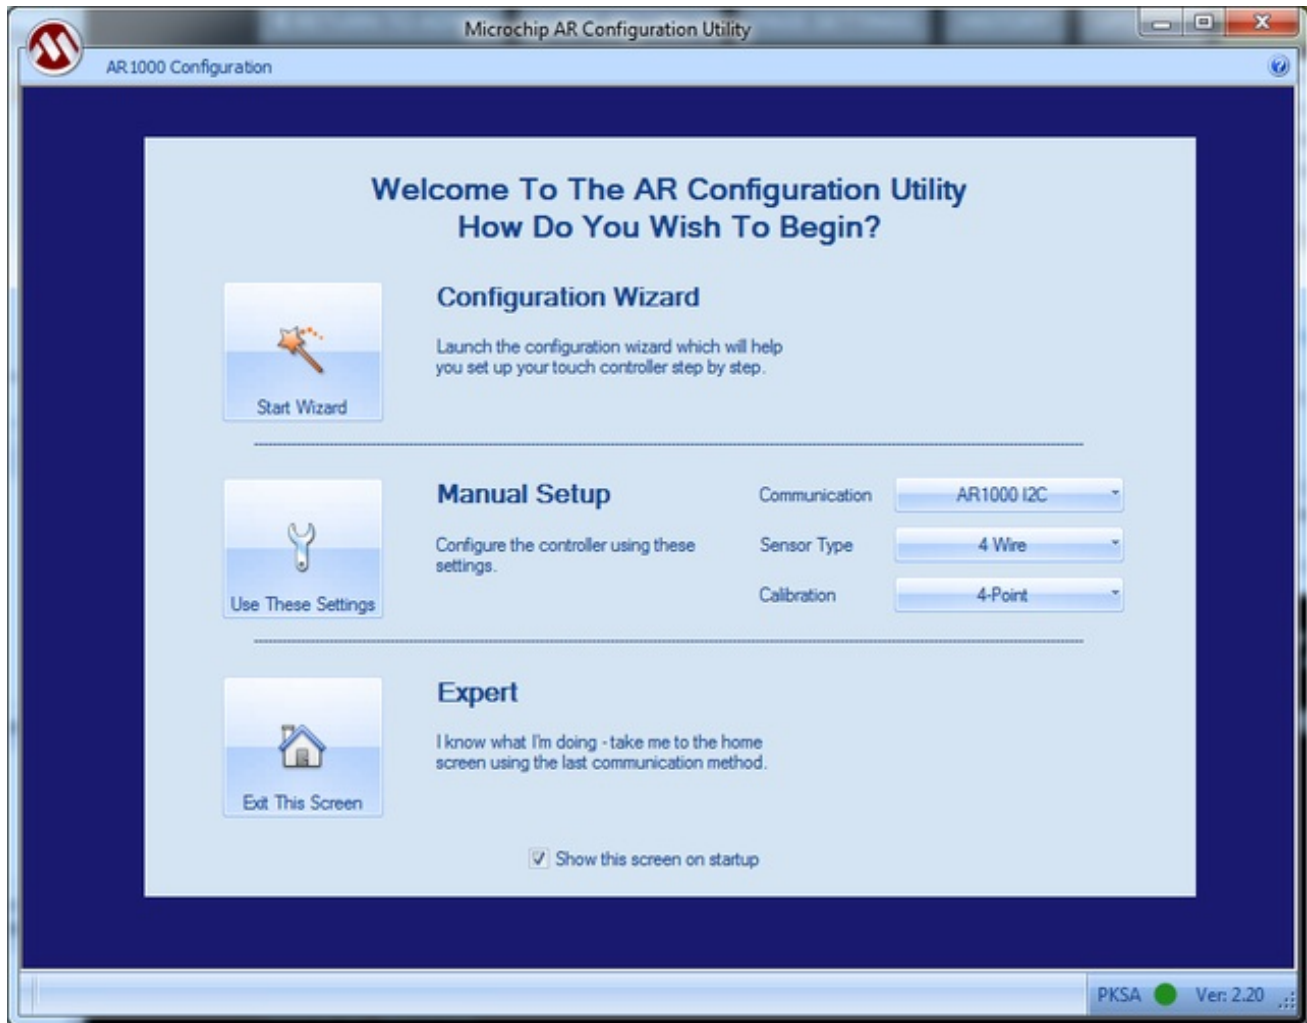 Microchip AR Configuration Utility
AR1000 Configuration
Welcome To The AR Configuration Utility
How Do You Wish To Begin?
Configuration Wizard
Launch the configuration wizard which will help
you set up your touch controller step by step.
Start Wizard
Manual Setup
Configure the controller using these
settings.
Use These Settings
Communication AR1000 I2C
Sensor Type 4 Wire
Calibration 4-Point
Expert
I know what I'm doing - take me to the home
screen using the last communication method.
Exit This Screen
Show this screen on startup
PKSA Ver: 2.20